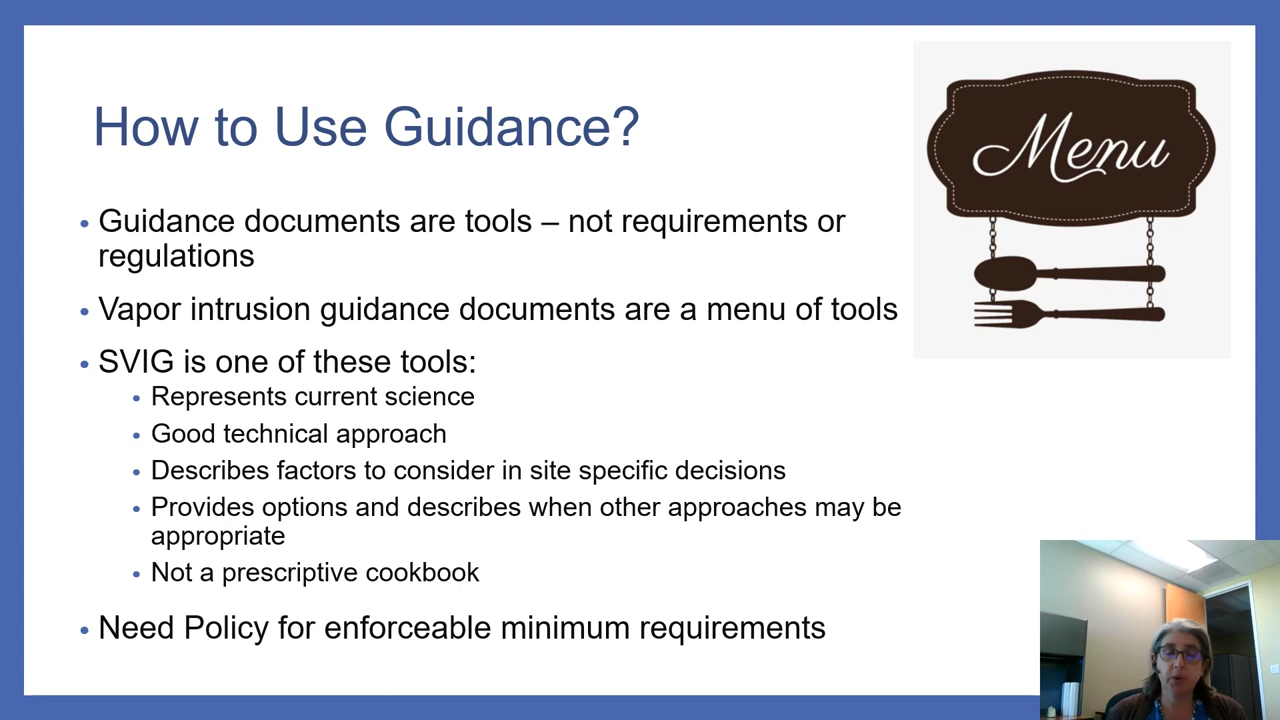 How to Use Guidance?
Menu
• Guidance documents are tools – not requirements or
regulations
• Vapor intrusion guidance documents are a menu of tools
• SVIG is one of these tools:
• Represents current science
• Good technical approach
• Describes factors to consider in site specific decisions
• Provides options and describes when other approaches may be
appropriate
• Not a prescriptive cookbook
• Need Policy for enforceable minimum requirements